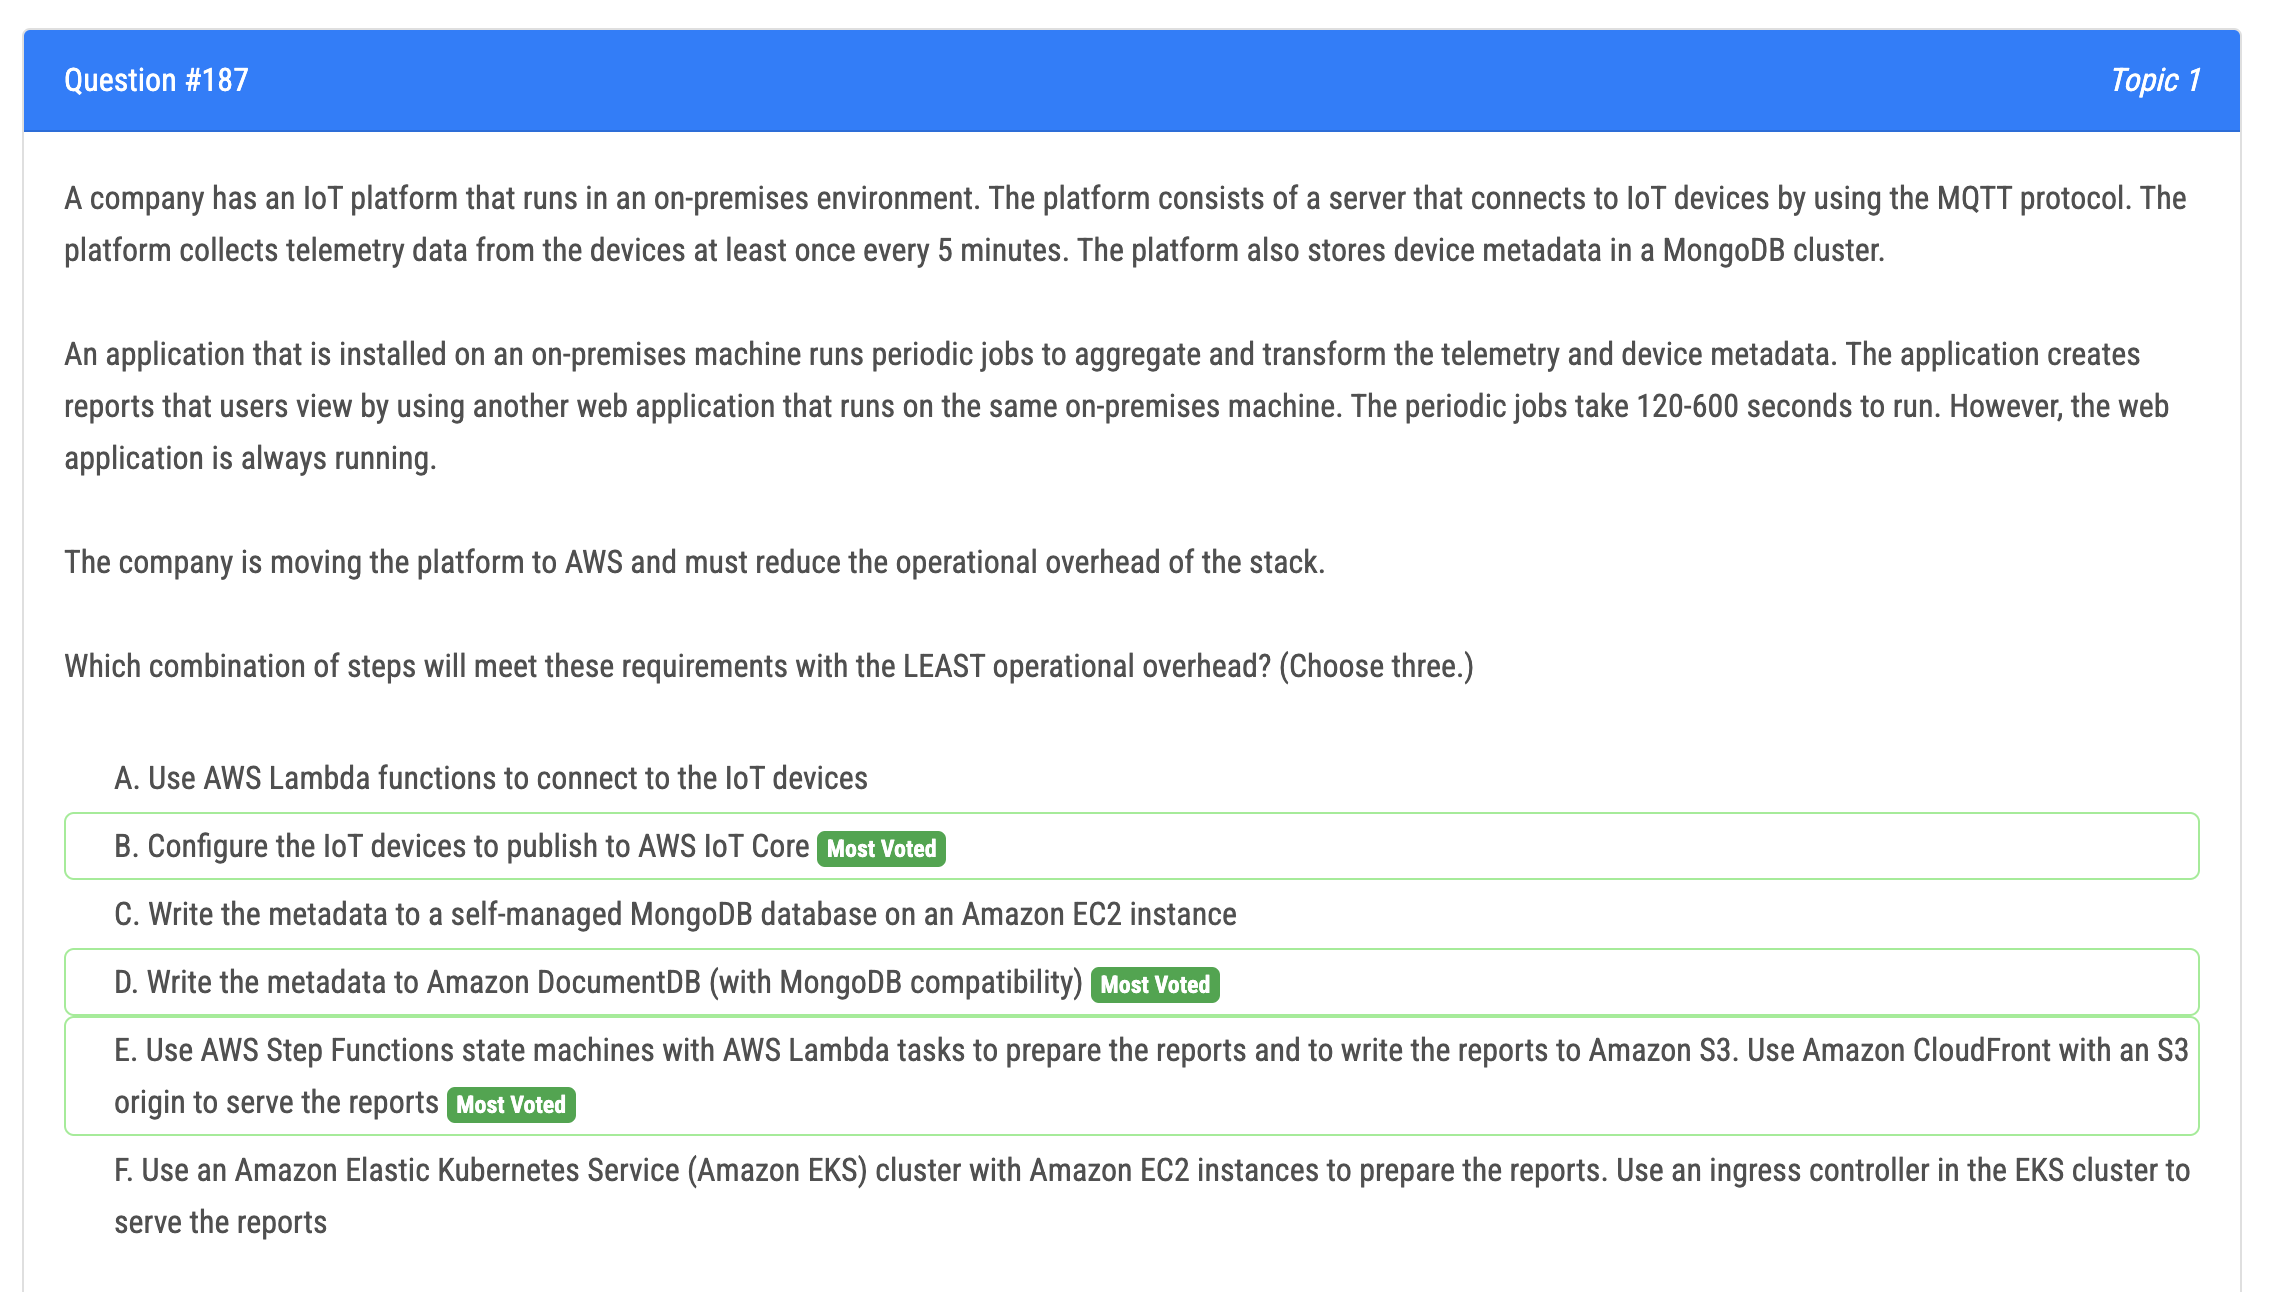 Question #187
Topic 1
A company has an IoT platform that runs in an on-premises environment. The platform consists of a server that connects to IoT devices by using the MQTT protocol. The
platform collects telemetry data from the devices at least once every 5 minutes. The platform also stores device metadata in a MongoDB cluster.
An application that is installed on an on-premises machine runs periodic jobs to aggregate and transform the telemetry and device metadata. The application creates
reports that users view by using another web application that runs on the same on-premises machine. The periodic jobs take 120-600 seconds to run. However, the web
application is always running.
The company is moving the platform to AWS and must reduce the operational overhead of the stack.
Which combination of steps will meet these requirements with the LEAST operational overhead? (Choose three.)
A. Use AWS Lambda functions to connect to the IoT devices
B. Configure the IoT devices to publish to AWS IoT Core Most Voted
C. Write the metadata to a self-managed MongoDB database on an Amazon EC2 instance
D. Write the metadata to Amazon DocumentDB (with MongoDB compatibility) Most Voted
E. Use AWS Step Functions state machines with AWS Lambda tasks to prepare the reports and to write the reports to Amazon S3. Use Amazon CloudFront with an S3
origin to serve the reports Most Voted
F. Use an Amazon Elastic Kubernetes Service (Amazon EKS) cluster with Amazon EC2 instances to prepare the reports. Use an ingress controller in the EKS cluster to
serve the reports